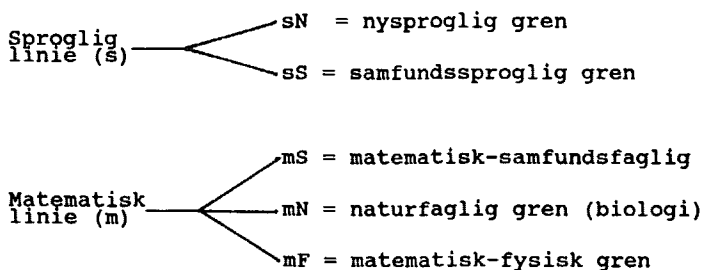 Sproglig
linie (s)
sN = nysproglig gren
sS = samfundssproglig gren
Matematisk
linie (m)
mS = matematisk-samfundsfaglig
mN = naturfaglig gren (biologi)
mF = matematisk-fysisk gren